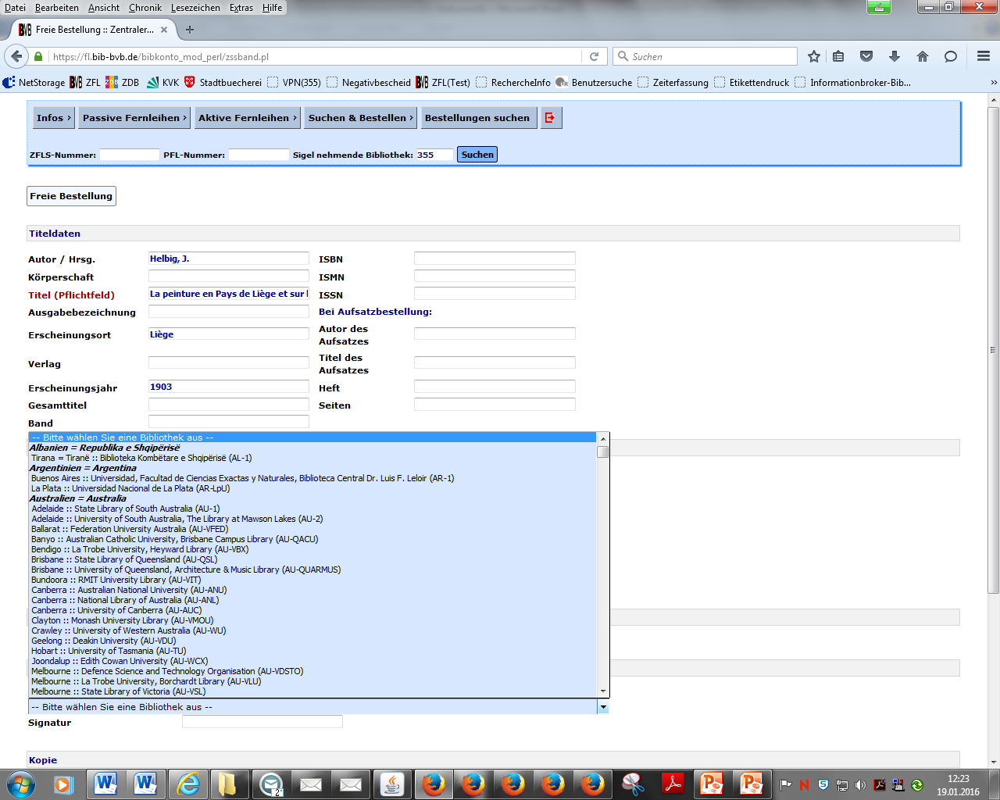 Datei Bearbeiten Ansicht Chronik Lesezeichen Extras Hilfe
BVB Freie Bestellung :: Zentraler... × +
https://fl.bib-bvb.de/bibkonto_mod_perl/zssband.pl Suchen
NetStorage BVB ZFL ZDB ZDB KVK Stadtbuecherei VPN(355) Negativbescheid BVB ZFL(Test) RechercheInfo Benutzersuche Zeiterfassung Etikettendruck Informationbroker-Bib... »
Infos › Passive Fernleihen › Aktive Fernleihen › Suchen & Bestellen › Bestellungen suchen
ZFLS-Nummer: PFL-Nummer: Sigel nehmende Bibliothek: 355 Suchen
Freie Bestellung
Titeldaten
Autor / Hrsg. Helbig, J. ISBN
Körperschaft ISMN
Titel (Pflichtfeld) La peinture en Pays de Liège et sur ISSN
Ausgabebezeichnung Bei Aufsatzbestellung:
Erscheinungsort Liège Autor des
Aufsatzes
Verlag Titel des
Aufsatzes
Erscheinungsjahr 1903 Heft
Gesamttitel Seiten
Band
-- Bitte wählen Sie eine Bibliothek aus --
Albanien = Republika e Shqipërisë
Tirana = Tiranë :: Biblioteka Kombëtare e Shqipërisë (AL-1)
Argentinien = Argentina
Buenos Aires :: Universidad, Facultad de Ciencias Exactas y Naturales, Biblioteca Central Dr. Luis F. Leloir (AR-1)
La Plata :: Universidad Nacional de La Plata (AR-LpU)
Australien = Australia
Adelaide :: State Library of South Australia (AU-1)
Adelaide :: University of South Australia, The Library at Mawson Lakes (AU-2)
Ballarat :: Federation University Australia (AU-VFED)
Banyo :: Australian Catholic University, Brisbane Campus Library (AU-QACU)
Bendigo :: La Trobe University, Heyward Library (AU-VBX)
Brisbane :: State Library of Queensland (AU-QSL)
Brisbane :: University of Queensland, Architecture & Music Library (AU-QUARMUS)
Bundoora :: RMIT University Library (AU-VIT)
Canberra :: Australian National University (AU-ANU)
Canberra :: National Library of Australia (AU-ANL)
Canberra :: University of Canberra (AU-AUC)
Clayton :: Monash University Library (AU-VMOU)
Crawley :: University of Western Australia (AU-WU)
Geelong :: Deakin University (AU-VDU)
Hobart :: University of Tasmania (AU-TU)
Joondalup :: Edith Cowan University (AU-WCX)
Melbourne :: Defence Science and Technology Organisation (AU-VDSTO)
Melbourne :: La Trobe University, Borchardt Library (AU-VLU)
Melbourne :: State Library of Victoria (AU-VSL)
-- Bitte wählen Sie eine Bibliothek aus --
Signatur
Kopie
12:23
19.01.2016